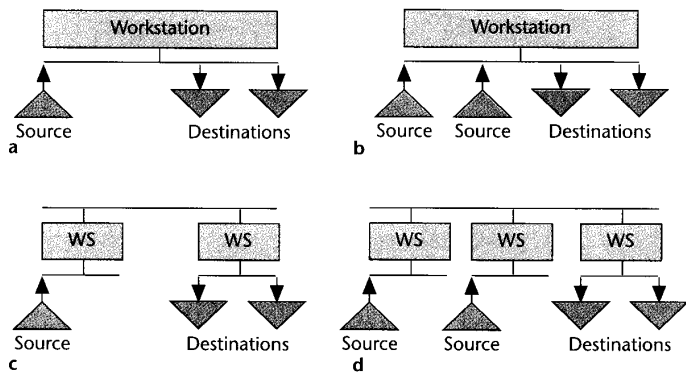 Workstation
Source
Destinations
a
Workstation
Source
Source
Destinations
b
WS
WS
Source
Destinations
c
WS
WS
WS
Source
Source
Destinations
d